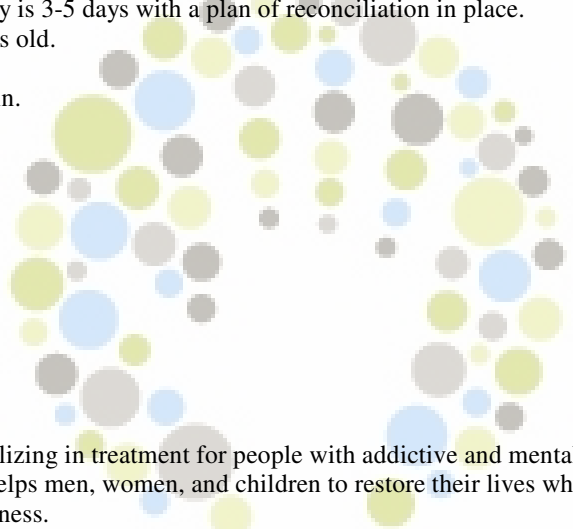 y is 3-5 days with a plan of reconciliation in place.
s old.
n.
lizing in treatment for people with addictive and menta
elps men, women, and children to restore their lives wh
ness.